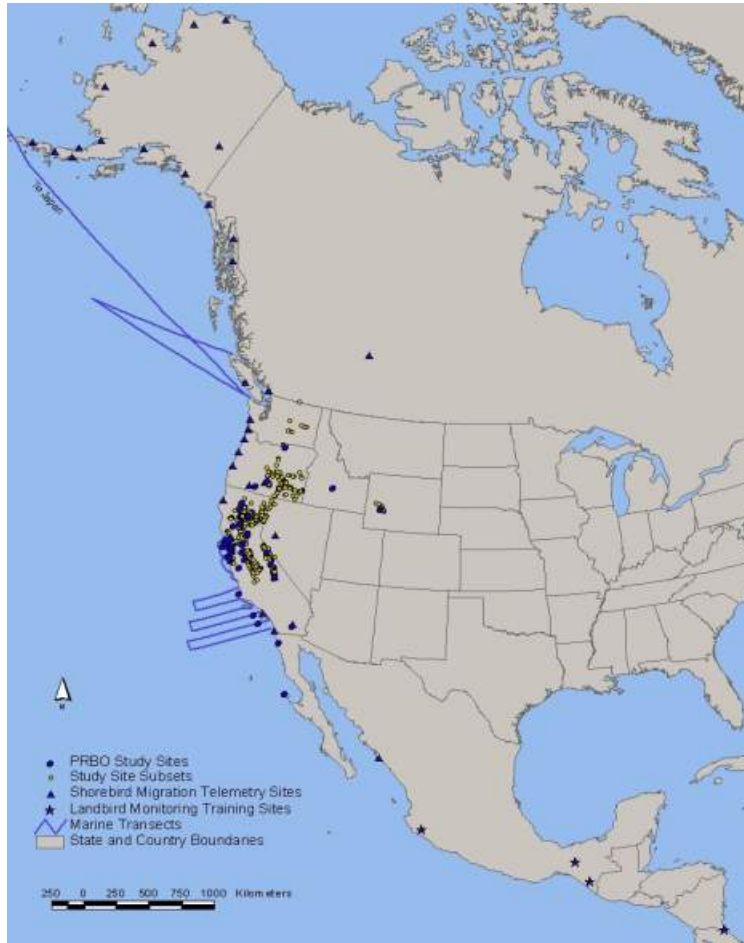 To Japan
N
PRBO Study Sites
Study Site Subsets
Shorebird Migration Telemetry Sites
Landbird Monitoring Training Sites
Marine Transects
State and Country Boundaries
250 0 250 500 750 1000 Kilometers